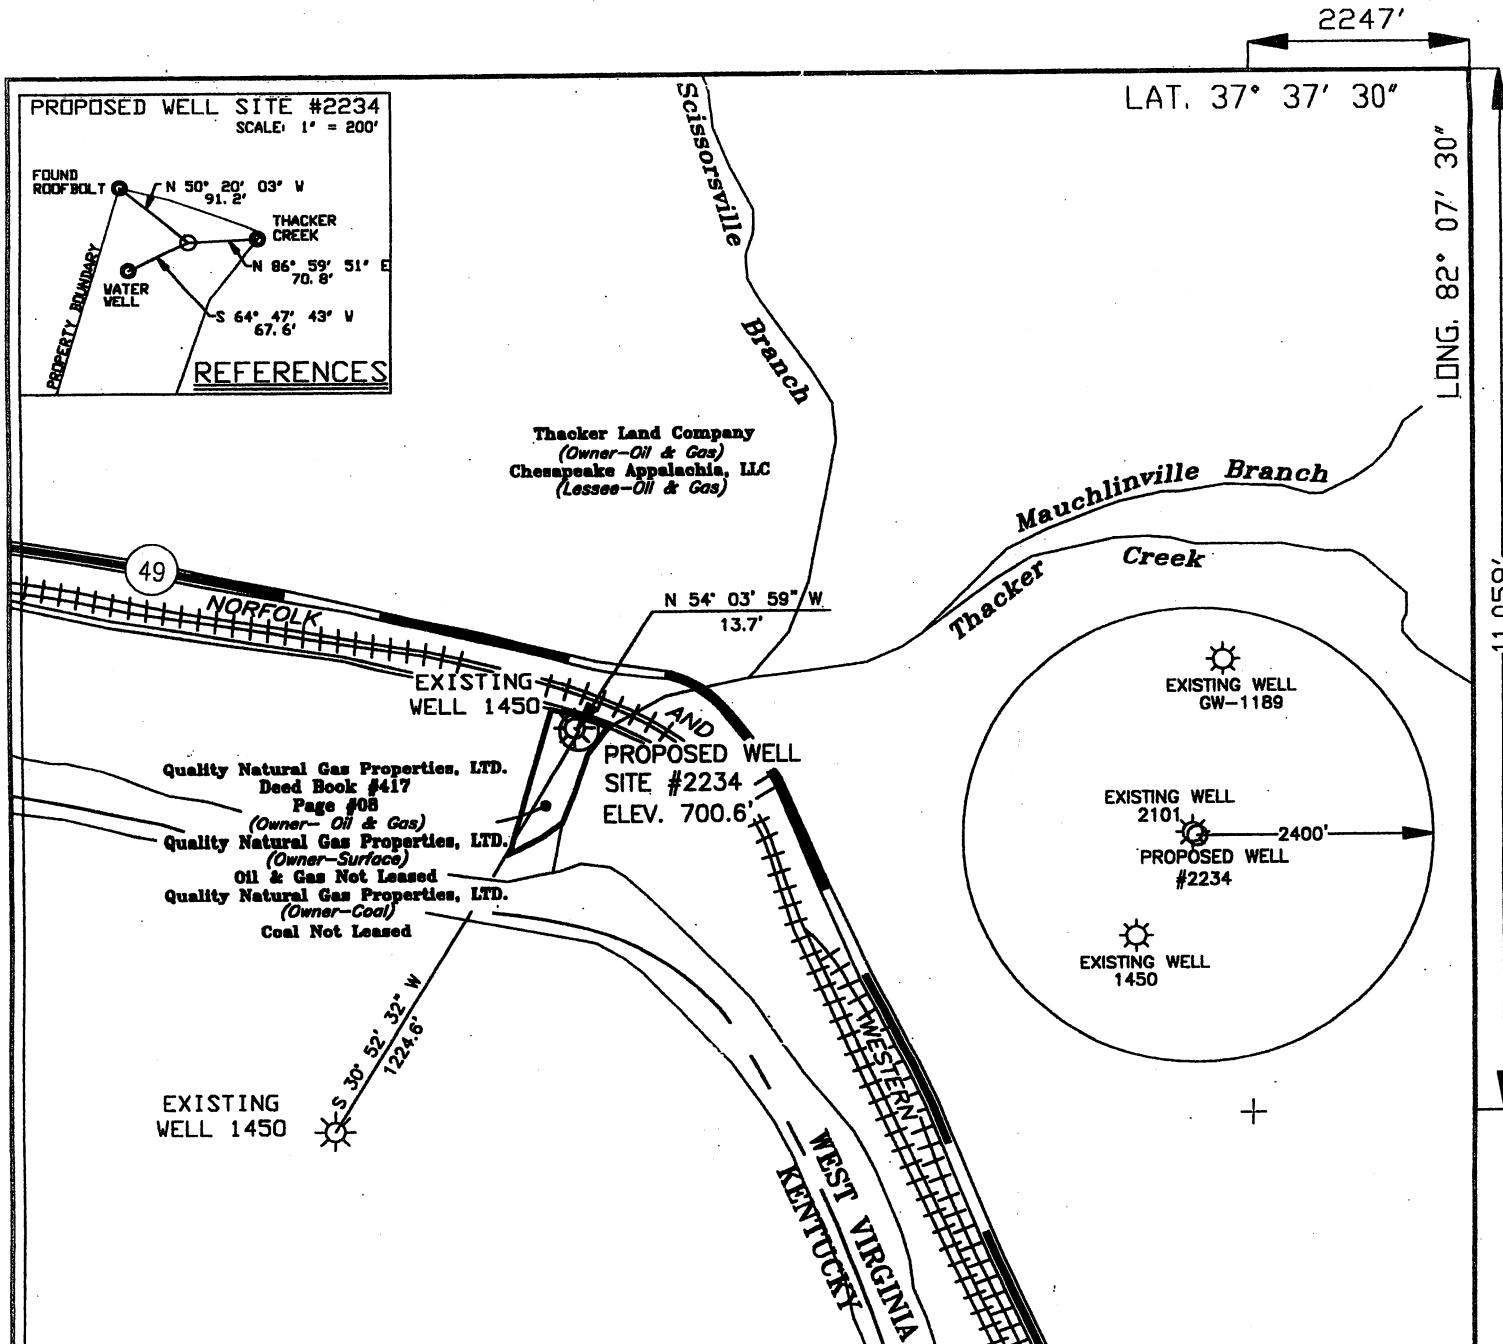 2247'
LAT. 37° 37' 30"
LONG. 82° 07' 30"
11,059'
PROPOSED WELL SITE #2234
SCALE: 1" = 200'
FOUND
ROOFBOLT
N 50° 20' 03" W
91.2'
THACKER
CREEK
N 86° 59' 51" E
70.8'
WATER
WELL
S 64° 47' 43" W
67.6'
PROPERTY BOUNDARY
REFERENCES
Scissorsville
Branch
Thacker Land Company
(Owner-Oil & Gas)
Chesapeake Appalachia, LLC
(Lessee-Oil & Gas)
Mauchlinville Branch
Thacker Creek
49
NORFOLK
N 54° 03' 59" W
13.7'
EXISTING
WELL 1450
AND
PROPOSED WELL
SITE #2234
ELEV. 700.6'
Quality Natural Gas Properties, LTD.
Deed Book #417
Page #08
(Owner- Oil & Gas)
Quality Natural Gas Properties, LTD.
(Owner-Surface)
Oil & Gas Not Leased
Quality Natural Gas Properties, LTD.
(Owner-Coal)
Coal Not Leased
EXISTING WELL
GW-1189
EXISTING WELL
2101
2400'
PROPOSED WELL
#2234
EXISTING WELL
1450
S 30° 52' 32" W
1224.6'
WESTERN
EXISTING
WELL 1450
WEST VIRGINIA
KENTUCKY